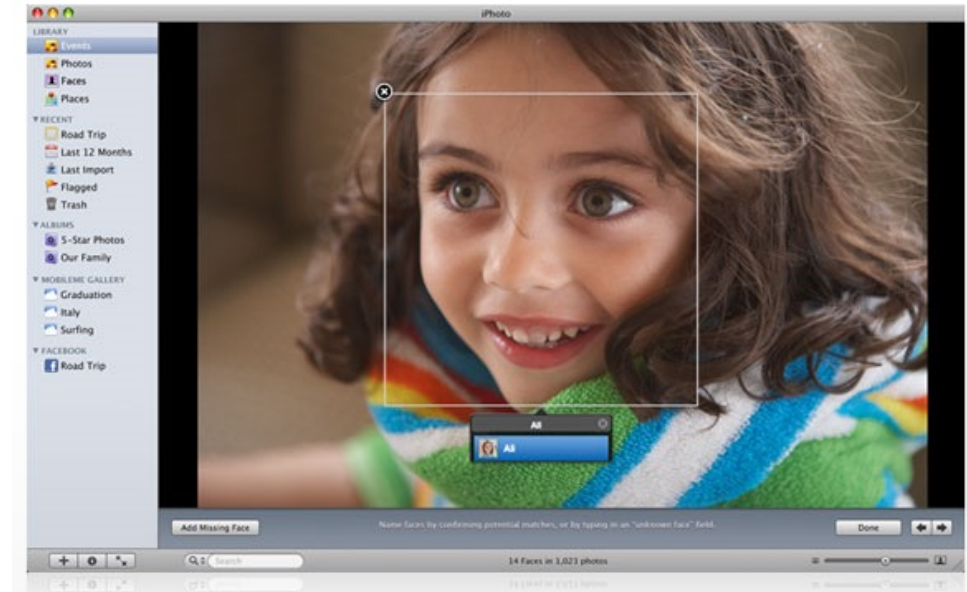 iPhoto
LIBRARY
Events
Photos
Faces
Places
RECENT
Road Trip
Last 12 Months
Last Import
Flagged
Trash
ALBUMS
5-Star Photos
Our Family
MOBILEME GALLERY
Graduation
Italy
Surfing
FACEBOOK
Road Trip
Ali
Ali
Add Missing Face
Name faces by confirming potential matches, or by typing in an "unknown face" field.
Done
Search
14 Faces in 1,021 photos